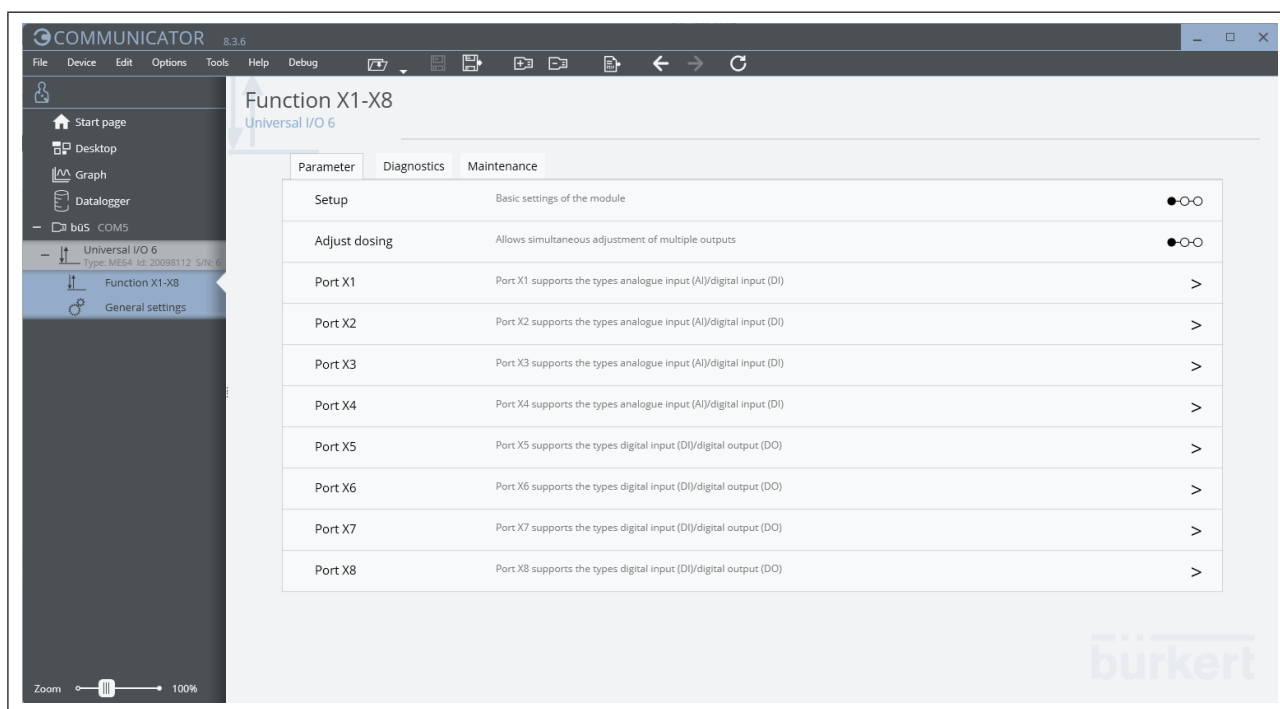 COMMUNICATOR 8.3.6
File Device Edit Options Tools Help Debug
Start page
Desktop
Graph
Datalogger
büS COM5
Universal I/O 6
Type: ME64 Id: 20098112 S/N: 6
Function X1-X8
General settings
Zoom 100%
Function X1-X8
Universal I/O 6
Parameter Diagnostics Maintenance
Setup Basic settings of the module
Adjust dosing Allows simultaneous adjustment of multiple outputs
Port X1 Port X1 supports the types analogue input (AI)/digital input (DI) >
Port X2 Port X2 supports the types analogue input (AI)/digital input (DI) >
Port X3 Port X3 supports the types analogue input (AI)/digital input (DI) >
Port X4 Port X4 supports the types analogue input (AI)/digital input (DI) >
Port X5 Port X5 supports the types digital input (DI)/digital output (DO) >
Port X6 Port X6 supports the types digital input (DI)/digital output (DO) >
Port X7 Port X7 supports the types digital input (DI)/digital output (DO) >
Port X8 Port X8 supports the types digital input (DI)/digital output (DO) >
bürkert